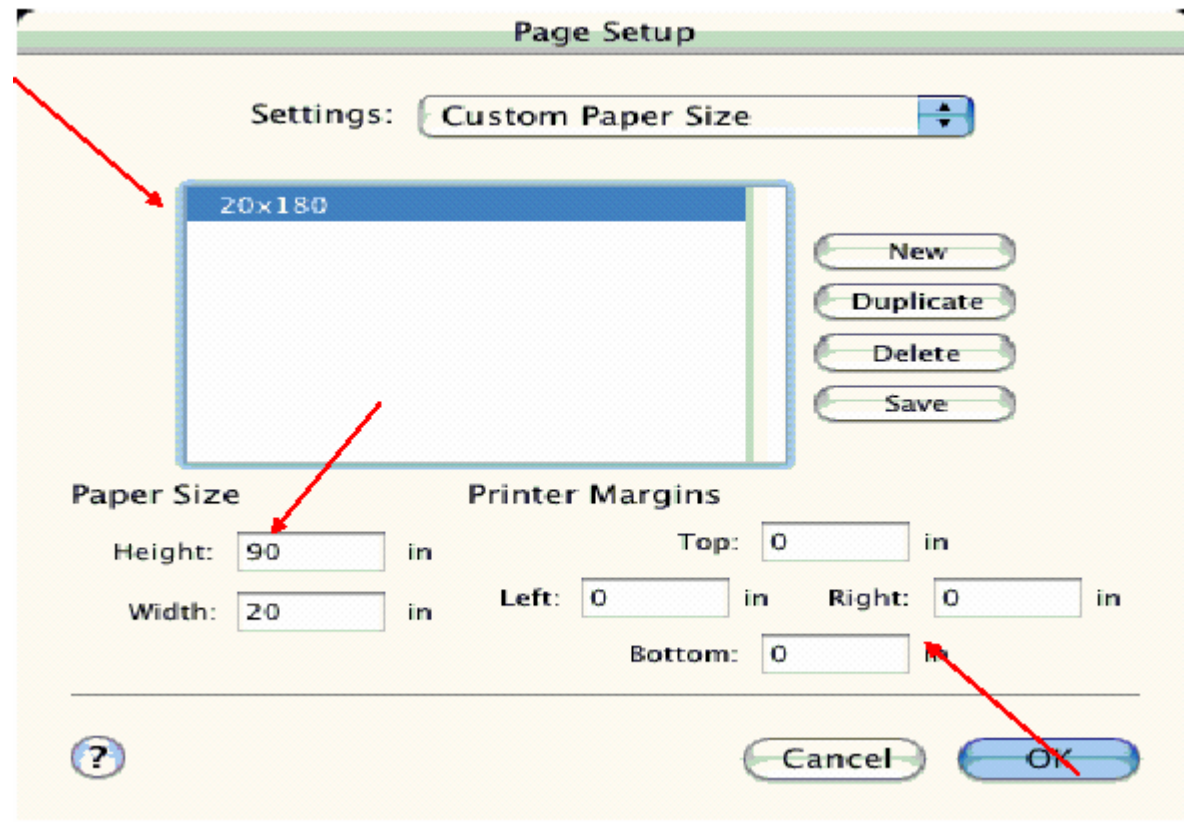 Page Setup
Settings: Custom Paper Size
20x180
New
Duplicate
Delete
Save
Paper Size
Printer Margins
Height: 90 in
Top: 0 in
Width: 20 in
Left: 0 in Right: 0 in
Bottom: 0 in
?
Cancel OK